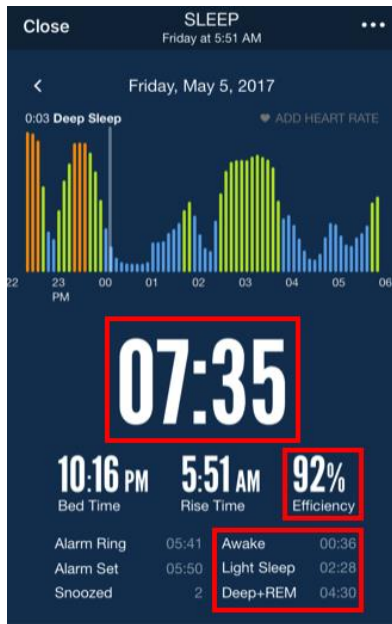 Close SLEEP •••
Friday at 5:51 AM
< Friday, May 5, 2017
0:03 Deep Sleep ♥ ADD HEART RATE
22 23 00 01 02 03 04 05 06
PM
07:35
10:16 PM 5:51 AM 92%
Bed Time Rise Time Efficiency
Alarm Ring 05:41 Awake 00:36
Alarm Set 05:50 Light Sleep 02:28
Snoozed 2 Deep+REM 04:30